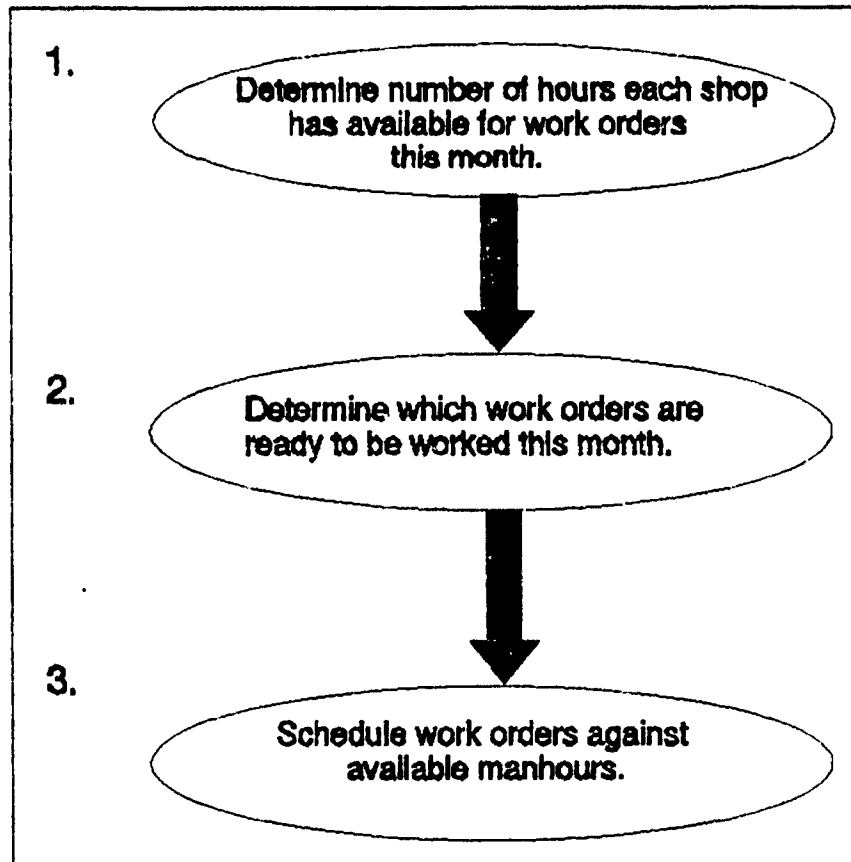 1.
Determine number of hours each shop
has available for work orders
this month.
2.
Determine which work orders are
ready to be worked this month.
3.
Schedule work orders against
available manhours.